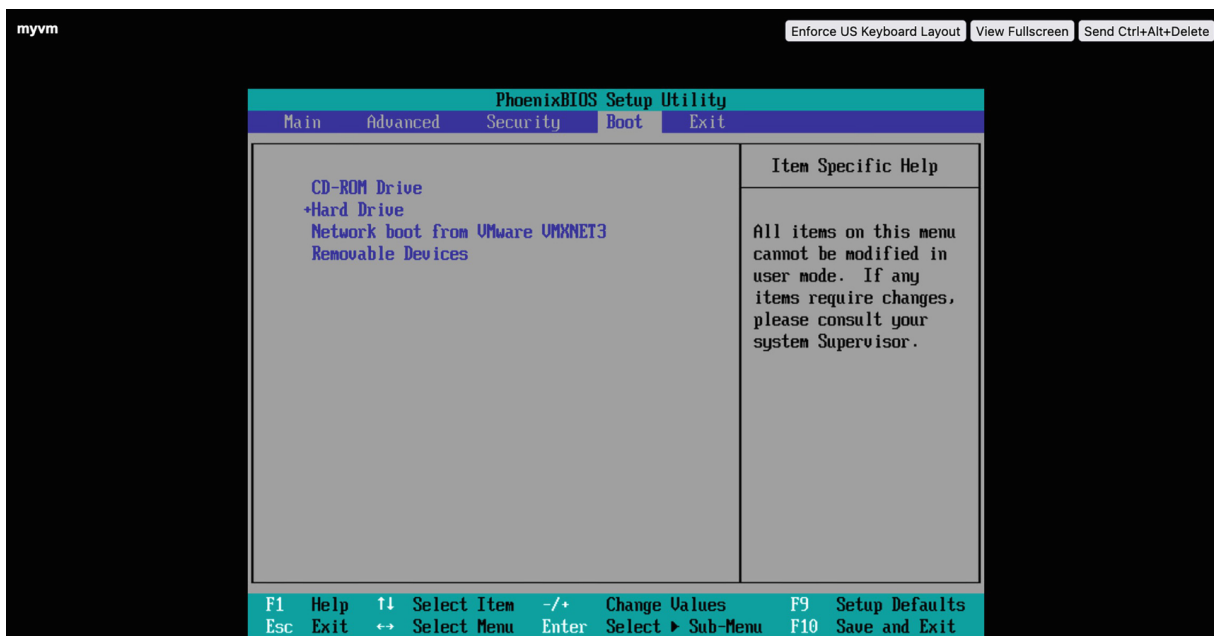 myvm
Enforce US Keyboard Layout View Fullscreen Send Ctrl+Alt+Delete
PhoenixBIOS Setup Utility
Main Advanced Security Boot Exit
CD-ROM Drive
+Hard Drive
Network boot from VMware VMXNET3
Removable Devices
Item Specific Help
All items on this menu
cannot be modified in
user mode. If any
items require changes,
please consult your
system Supervisor.
F1 Help ↑↓ Select Item -/+ Change Values F9 Setup Defaults
Esc Exit ↔ Select Menu Enter Select ▶ Sub-Menu F10 Save and Exit